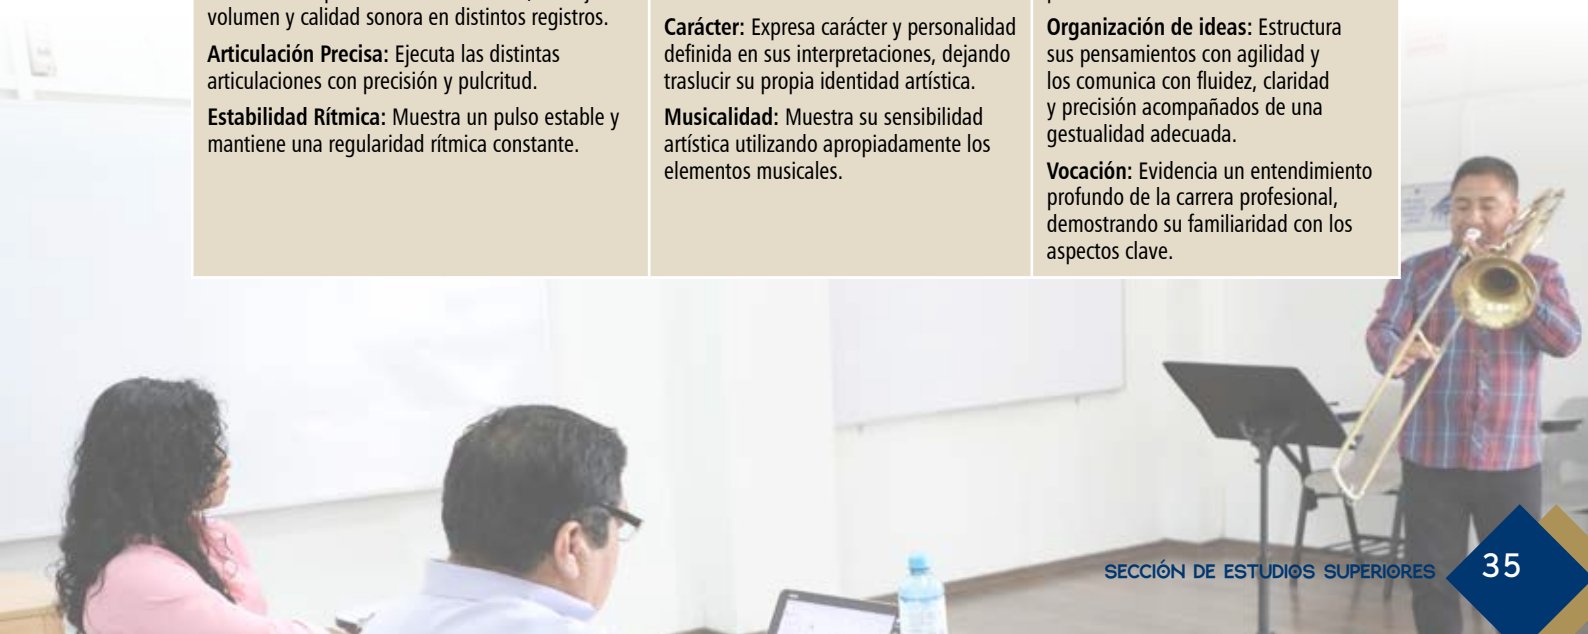 volumen y calidad sonora en distintos registros.
Articulación Precisa: Ejecuta las distintas
articulaciones con precisión y pulcritud.
Estabilidad Rítmica: Muestra un pulso estable y
mantiene una regularidad rítmica constante.
Carácter: Expresa carácter y personalidad
definida en sus interpretaciones, dejando
traslucir su propia identidad artística.
Musicalidad: Muestra su sensibilidad
artística utilizando apropiadamente los
elementos musicales.
Organización de ideas: Estructura
sus pensamientos con agilidad y
los comunica con fluidez, claridad
y precisión acompañados de una
gestualidad adecuada.
Vocación: Evidencia un entendimiento
profundo de la carrera profesional,
demostrando su familiaridad con los
aspectos clave.
SECCIÓN DE ESTUDIOS SUPERIORES
35